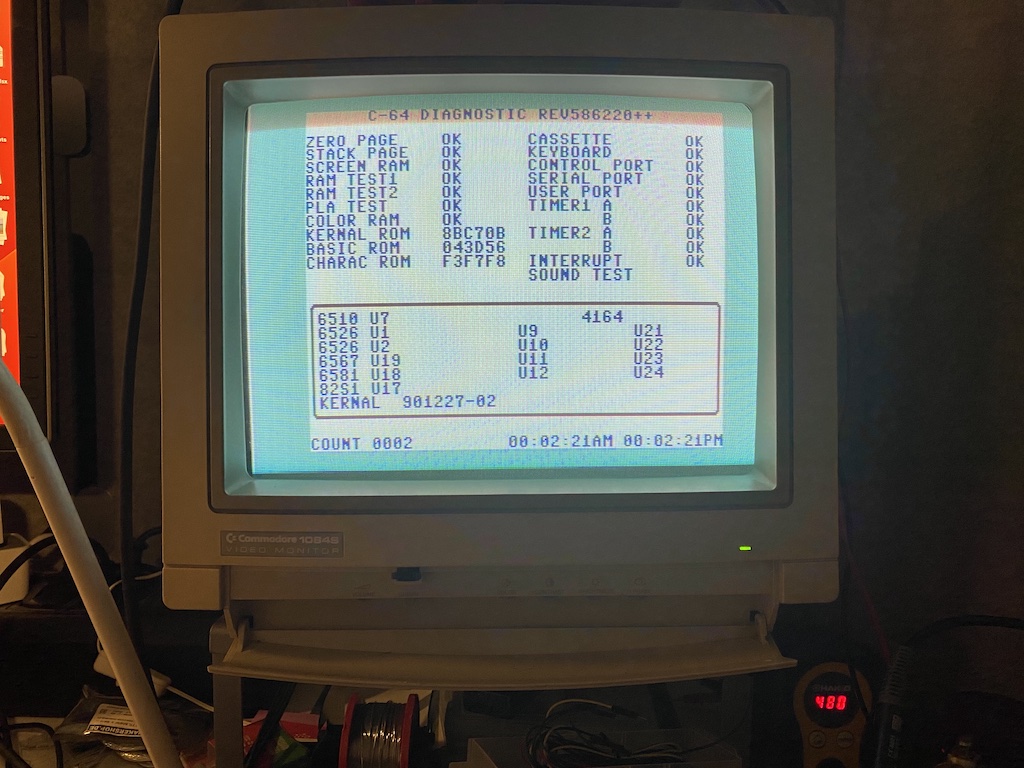 C-64 DIAGNOSTIC REV586220++
ZERO PAGE OK CASSETTE OK
STACK PAGE OK KEYBOARD OK
SCREEN RAM OK CONTROL PORT OK
RAM TEST1 OK SERIAL PORT OK
RAM TEST2 OK USER PORT OK
PLA TEST OK TIMER1 A OK
COLOR RAM OK B OK
KERNAL ROM 8BC70B TIMER2 A OK
BASIC ROM 043D56 B OK
CHARAC ROM F3F7F8 INTERRUPT OK
SOUND TEST
6510 U7 4164
6526 U1 U9 U21
6526 U2 U10 U22
6567 U19 U11 U23
6581 U18 U12 U24
82S1 U17
KERNAL 901227-02
COUNT 0002 00:02:21AM 00:02:21PM
Commodore 1084S
VIDEO MONITOR
480